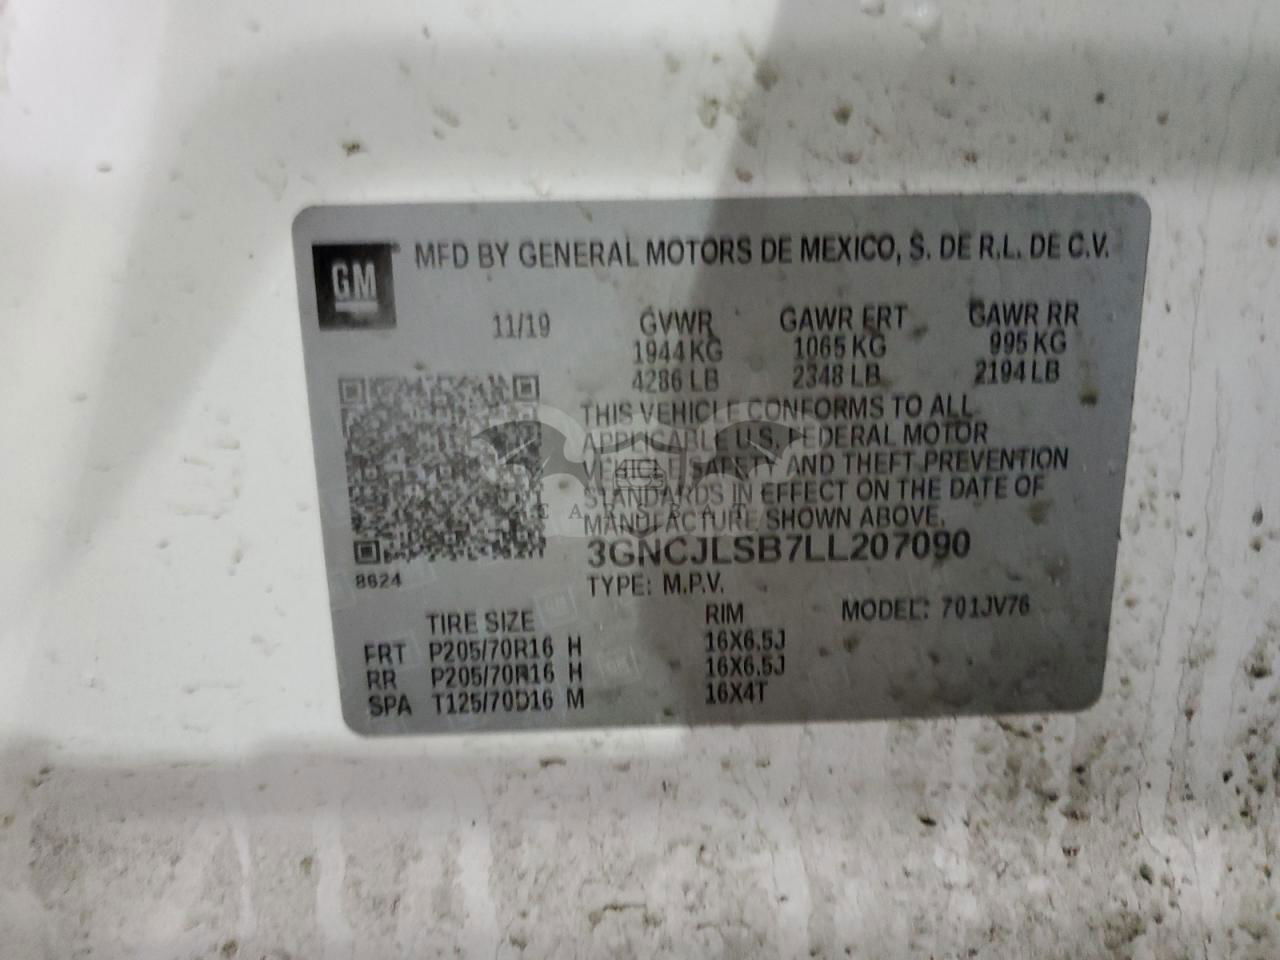 GM
MFD BY GENERAL MOTORS DE MEXICO, S. DE R.L. DE C.V.
11/19 GVWR GAWR FRT GAWR RR
1944 KG 1065 KG 995 KG
4286 LB 2348 LB 2194 LB
THIS VEHICLE CONFORMS TO ALL
APPLICABLE U.S. FEDERAL MOTOR
VEHICLE SAFETY AND THEFT PREVENTION
STANDARDS IN EFFECT ON THE DATE OF
MANUFACTURE SHOWN ABOVE.
3GNCJLSB7LL207090
8624
TYPE: M.P.V.
TIRE SIZE RIM MODEL: 701JV76
FRT P205/70R16 H 16X6.5J
RR P205/70R16 H 16X6.5J
SPA T125/70D16 M 16X4T